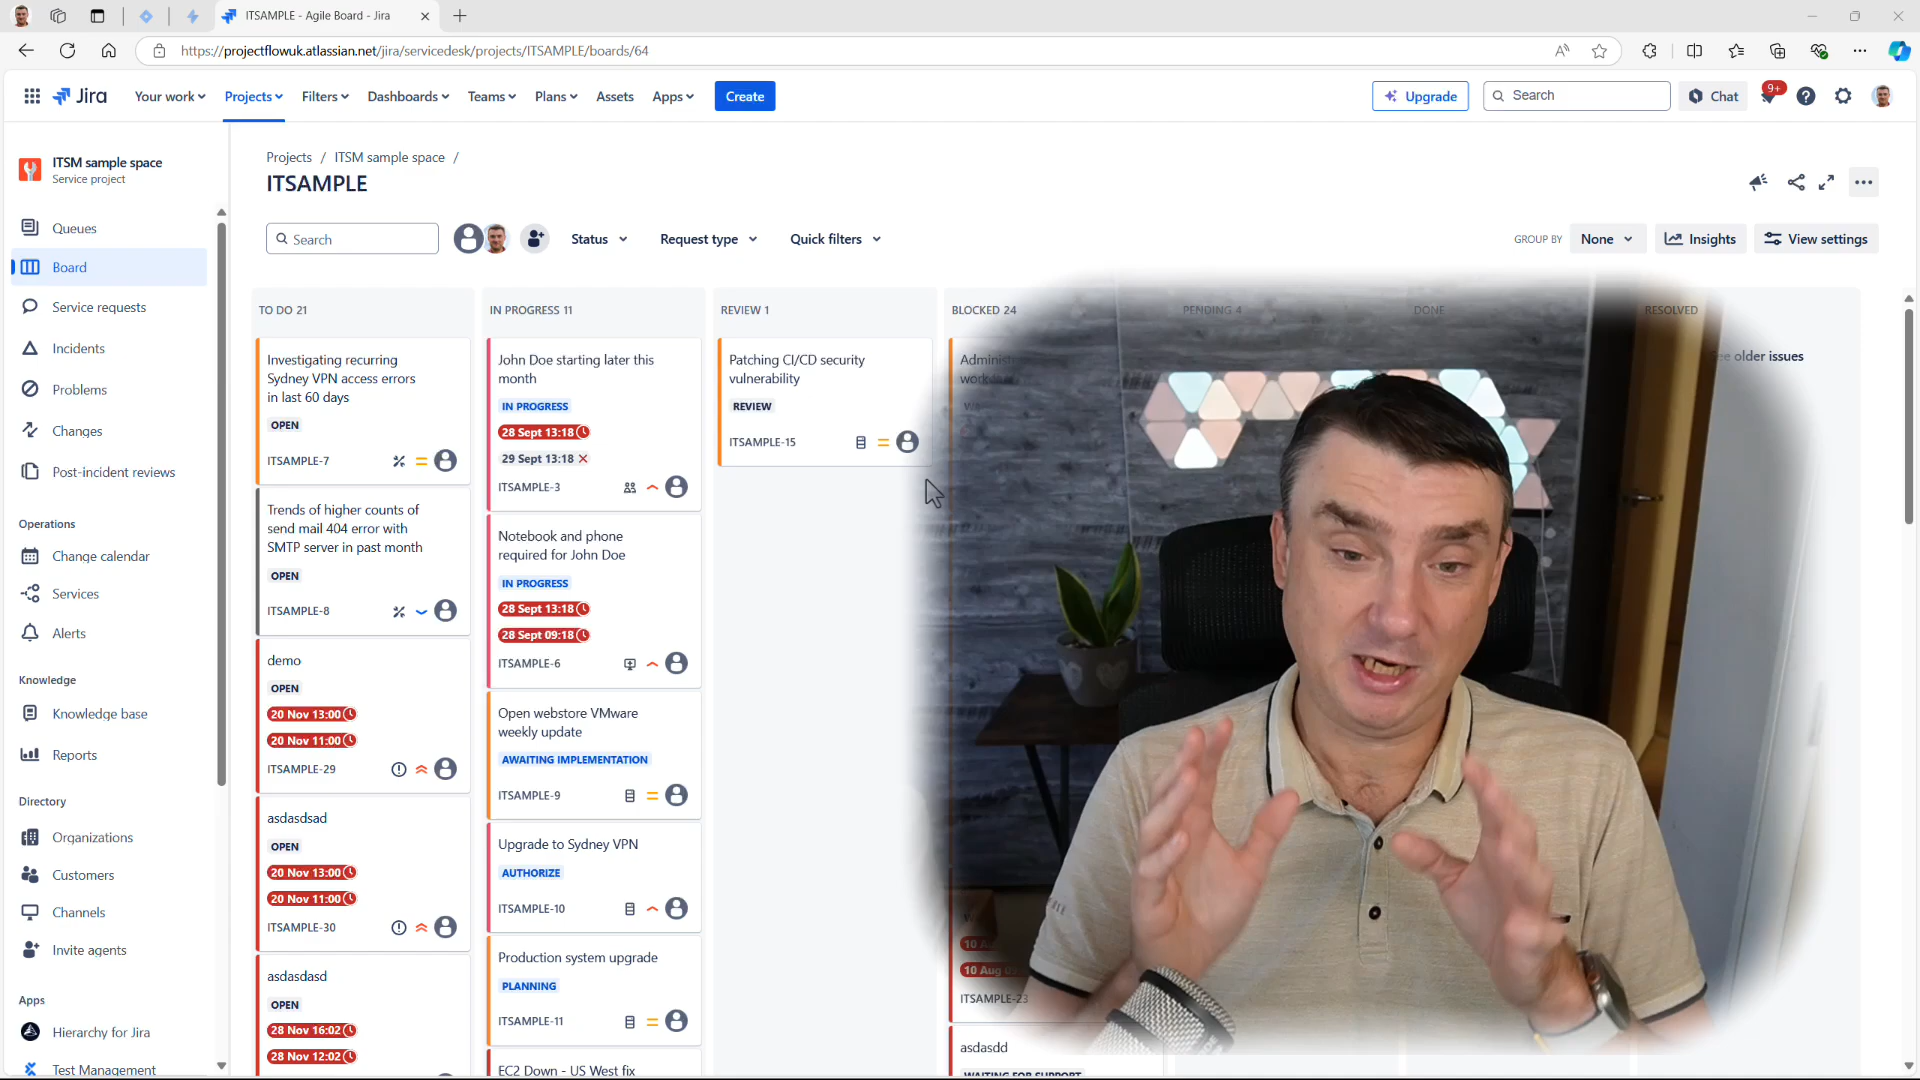 ITSAMPLE - Agile Board - Jira
https://projectflowuk.atlassian.net/jira/servicedesk/projects/ITSAMPLE/boards/64
Jira
Your work
Projects
Filters
Dashboards
Teams
Plans
Assets
Apps
Create
Upgrade
Search
Chat
9+
ITSM sample space
Service project
Queues
Board
Service requests
Incidents
Problems
Changes
Post-incident reviews
Operations
Change calendar
Services
Alerts
Knowledge
Knowledge base
Reports
Directory
Organizations
Customers
Channels
Invite agents
Apps
Hierarchy for Jira
Test Management
Projects / ITSM sample space /
ITSAMPLE
Search
Status
Request type
Quick filters
GROUP BY
None
Insights
View settings
TO DO 21
Investigating recurring
Sydney VPN access errors
in last 60 days
OPEN
ITSAMPLE-7
Trends of higher counts of
send mail 404 error with
SMTP server in past month
OPEN
ITSAMPLE-8
demo
OPEN
20 Nov 13:00
20 Nov 11:00
ITSAMPLE-29
asdasdsad
OPEN
20 Nov 13:00
20 Nov 11:00
ITSAMPLE-30
asdasdasd
OPEN
28 Nov 16:02
28 Nov 12:02
IN PROGRESS 11
John Doe starting later this
month
IN PROGRESS
28 Sept 13:18
29 Sept 13:18
ITSAMPLE-3
Notebook and phone
required for John Doe
IN PROGRESS
28 Sept 13:18
28 Sept 09:18
ITSAMPLE-6
Open webstore VMware
weekly update
AWAITING IMPLEMENTATION
ITSAMPLE-9
Upgrade to Sydney VPN
AUTHORIZE
ITSAMPLE-10
Production system upgrade
PLANNING
ITSAMPLE-11
EC2 Down - US West fix
REVIEW 1
Patching CI/CD security
vulnerability
REVIEW
ITSAMPLE-15
BLOCKED 24
10 Aug
ITSAMPLE-23
asdasdd
WAITING FOR SUPPORT
PENDING 4
DONE
RESOLVED
older issues